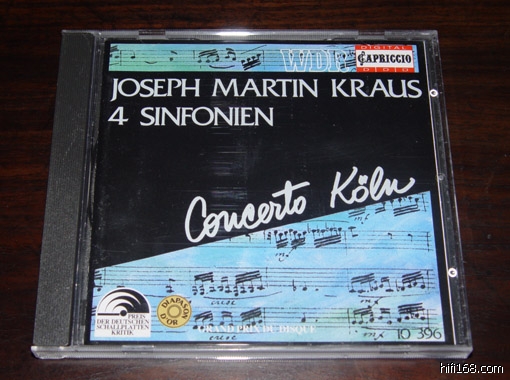 WDR
DIGITAL
CAPRICCIO
DDD
JOSEPH MARTIN KRAUS
4 SINFONIEN
Concerto Köln
PREIS
DER DEUTSCHEN
SCHALLPLATTEN
KRITIK
DIAPASON
D'OR
GRAND PRIX DU DISQUE
10 396
hifi168.com